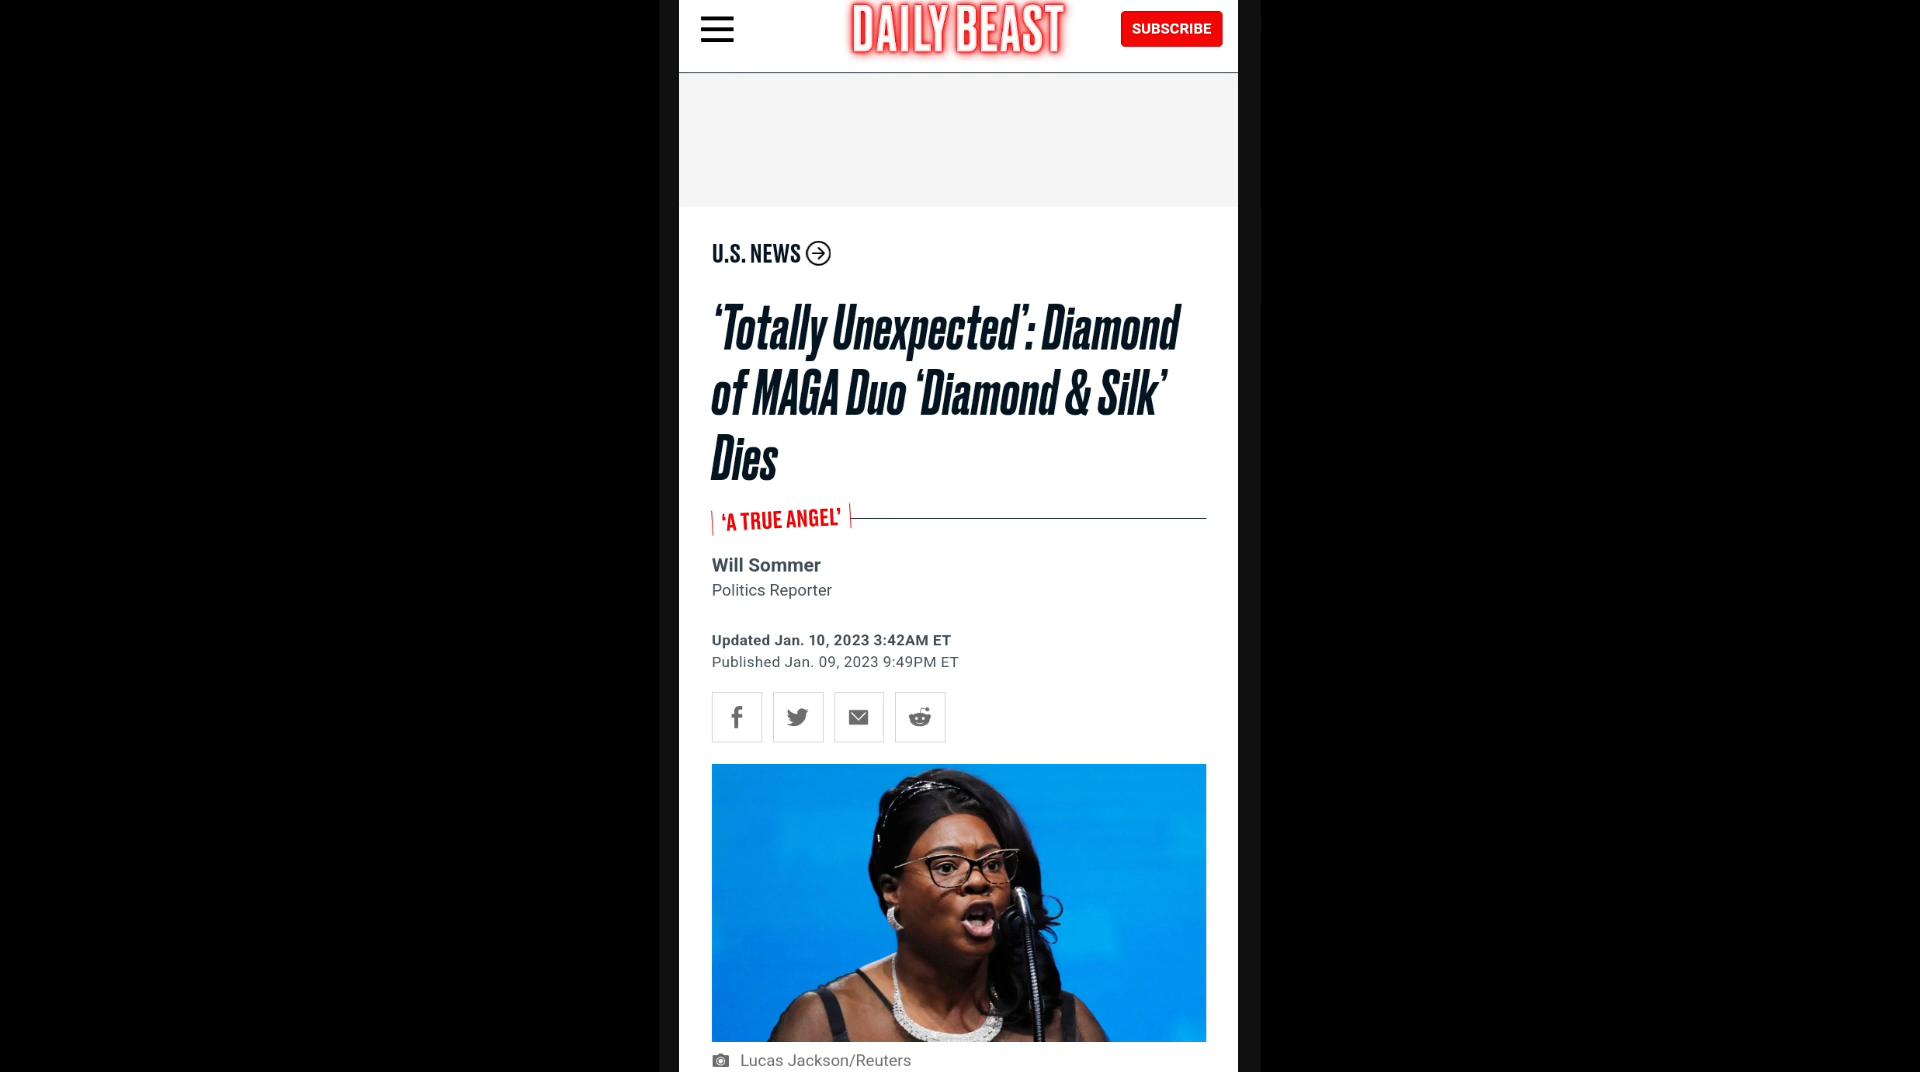 DAILY BEAST
SUBSCRIBE
U.S. NEWS
‘Totally Unexpected’: Diamond
of MAGA Duo ‘Diamond & Silk’
Dies
‘A TRUE ANGEL’
Will Sommer
Politics Reporter
Updated Jan. 10, 2023 3:42AM ET
Published Jan. 09, 2023 9:49PM ET
Lucas Jackson/Reuters